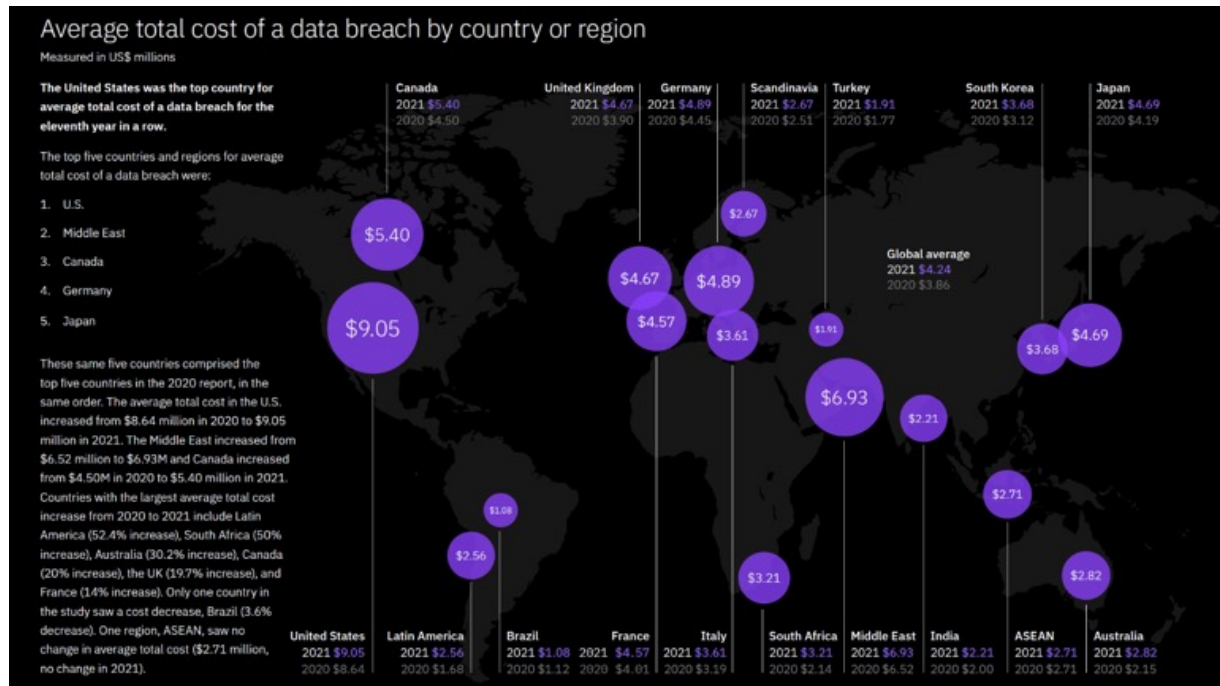 Average total cost of a data breach by country or region
Measured in US$ millions
The United States was the top country for
average total cost of a data breach for the
eleventh year in a row.
The top five countries and regions for average
total cost of a data breach were:
1. U.S.
2. Middle East
3. Canada
4. Germany
5. Japan
These same five countries comprised the
top five countries in the 2020 report, in the
same order. The average total cost in the U.S.
increased from $8.64 million in 2020 to $9.05
million in 2021. The Middle East increased from
$6.52 million to $6.93M and Canada increased
from $4.50M in 2020 to $5.40 million in 2021.
Countries with the largest average total cost
increase from 2020 to 2021 include Latin
America (52.4% increase), South Africa (50%
increase), Australia (30.2% increase), Canada
(20% increase), the UK (19.7% increase), and
France (14% increase). Only one country in
the study saw a cost decrease, Brazil (3.6%
decrease). One region, ASEAN, saw no
change in average total cost ($2.71 million,
no change in 2021).
Canada
2021 $5.40
2020 $4.50
United Kingdom
2021 $4.67
2020 $3.90
Germany
2021 $4.89
2020 $4.45
Scandinavia
2021 $2.67
2020 $2.51
Turkey
2021 $1.91
2020 $1.77
South Korea
2021 $3.68
2020 $3.12
Japan
2021 $4.69
2020 $4.19
$2.67
$5.40
Global average
2021 $4.24
2020 $3.86
$4.67
$4.89
$9.05
$4.57
$3.61
$1.91
$3.68
$4.69
$6.93
$2.21
$2.71
$1.08
$2.56
$3.21
$2.82
United States
2021 $9.05
2020 $8.64
Latin America
2021 $2.56
2020 $1.68
Brazil
2021 $1.08
2020 $1.12
France
2021 $4.57
2020 $4.01
Italy
2021 $3.61
2020 $3.19
South Africa
2021 $3.21
2020 $2.14
Middle East
2021 $6.93
2020 $6.52
India
2021 $2.21
2020 $2.00
ASEAN
2021 $2.71
2020 $2.71
Australia
2021 $2.82
2020 $2.15